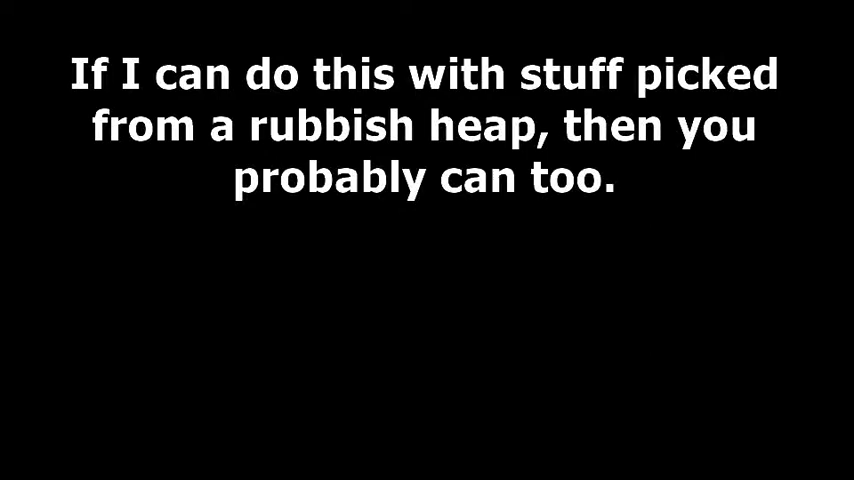 If I can do this with stuff picked
from a rubbish heap, then you
probably can too.